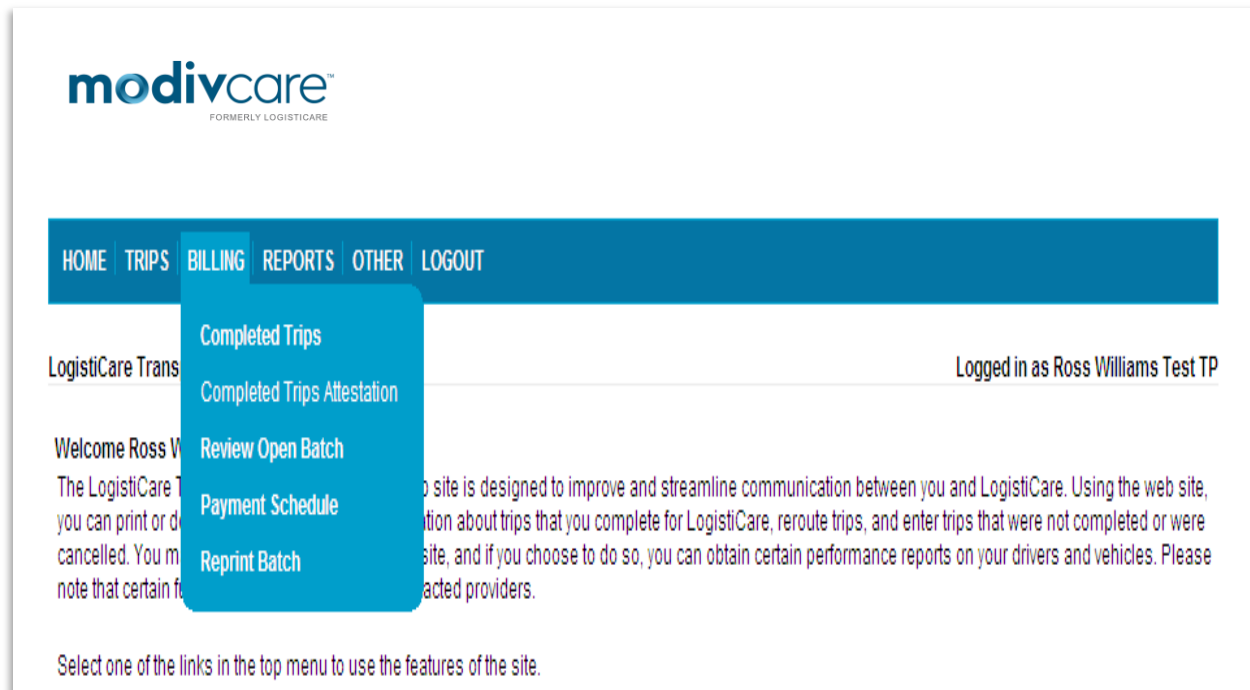 modivcare™
FORMERLY LOGISTICARE
HOME TRIPS BILLING REPORTS OTHER LOGOUT
Completed Trips
Completed Trips Attestation
Review Open Batch
Payment Schedule
Reprint Batch
LogistiCare Trans
Logged in as Ross Williams Test TP
Welcome Ross
The LogistiCare site is designed to improve and streamline communication between you and LogistiCare. Using the web site,
you can print or about trips that you complete for LogistiCare, reroute trips, and enter trips that were not completed or were
cancelled. You site, and if you choose to do so, you can obtain certain performance reports on your drivers and vehicles. Please
note that certain providers.
Select one of the links in the top menu to use the features of the site.